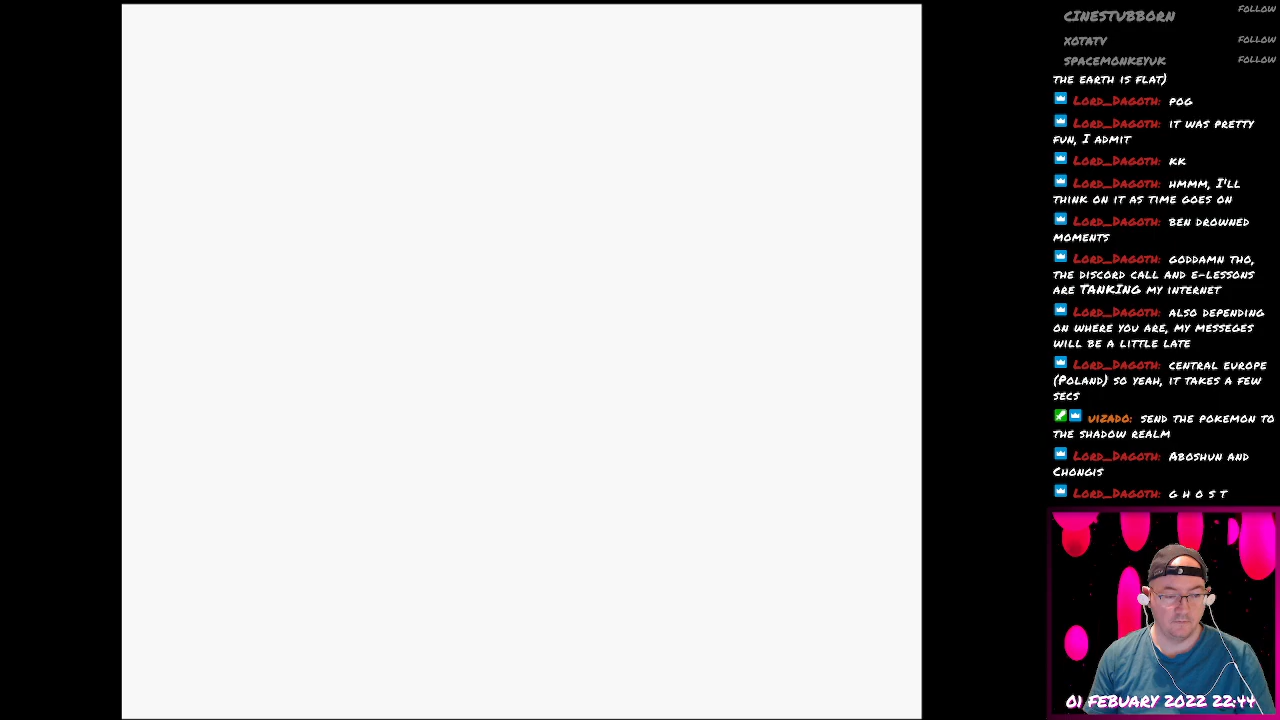 CINESTUBBORN FOLLOW
XOTATV FOLLOW
SPACEMONKEYUK FOLLOW
THE EARTH IS FLAT)
LORD_DAGOTH: POG
LORD_DAGOTH: IT WAS PRETTY
FUN, I ADMIT
LORD_DAGOTH: KK
LORD_DAGOTH: HMMM, I'LL
THINK ON IT AS TIME GOES ON
LORD_DAGOTH: BEN DROWNED
MOMENTS
LORD_DAGOTH: GODDAMN THO,
THE DISCORD CALL AND E-LESSONS
ARE TANKING MY INTERNET
LORD_DAGOTH: ALSO DEPENDING
ON WHERE YOU ARE, MY MESSEGES
WILL BE A LITTLE LATE
LORD_DAGOTH: CENTRAL EUROPE
(POLAND) SO YEAH, IT TAKES A FEW
SECS
VIZADO: SEND THE POKEMON TO
THE SHADOW REALM
LORD_DAGOTH: ABOSHUN AND
CHONGIS
LORD_DAGOTH: G H O S T
01 FEBUARY 2022 22:44